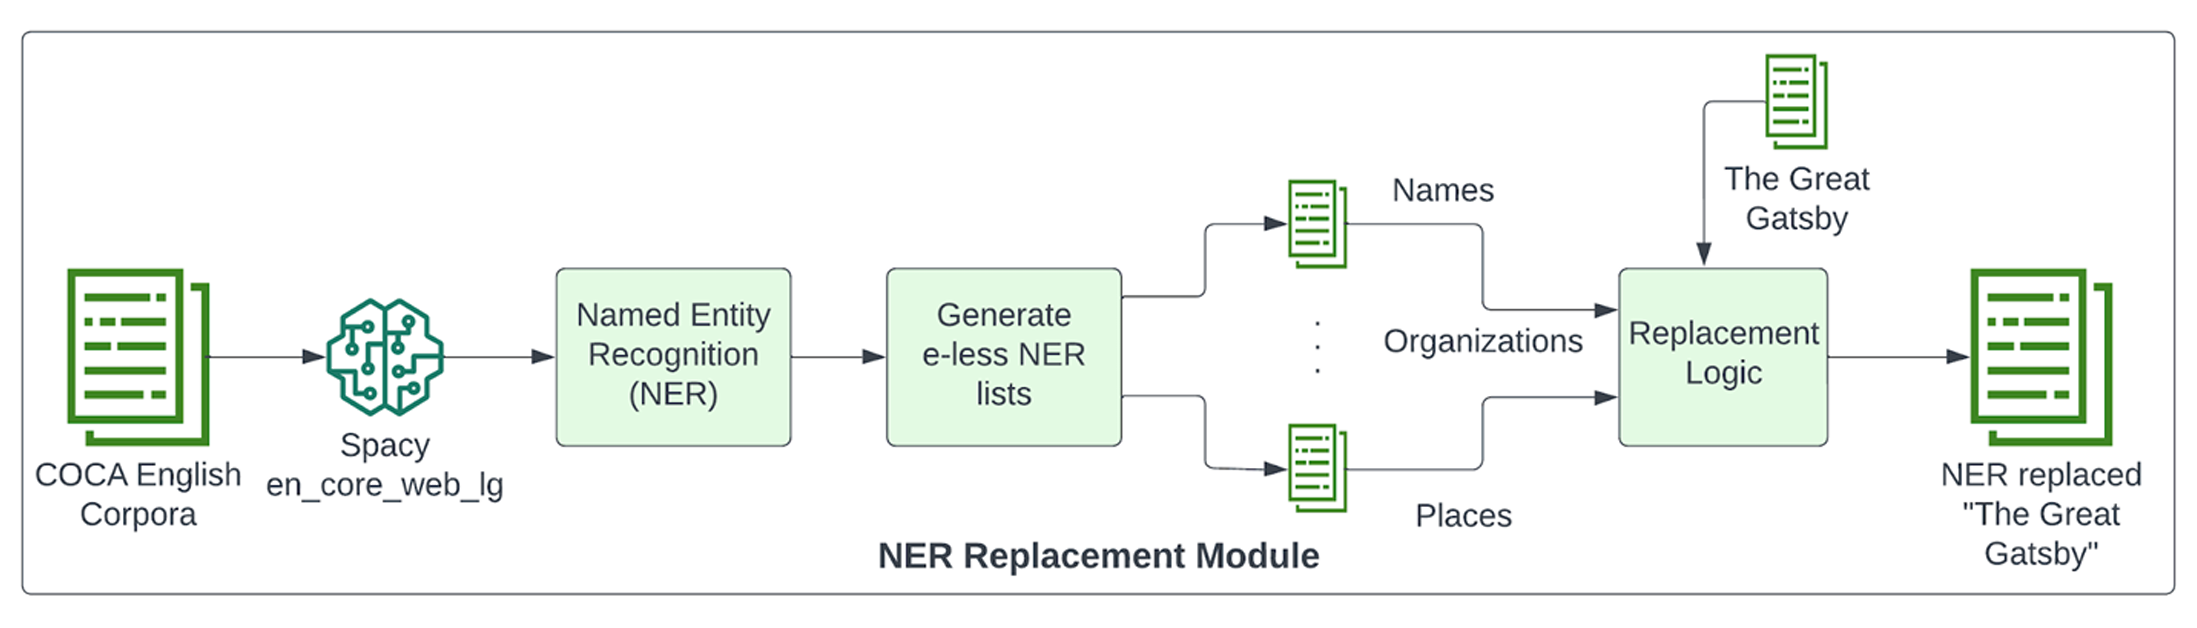 COCA English
Corpora
Spacy
en_core_web_lg
Named Entity
Recognition
(NER)
Generate
e-less NER
lists
Names
Organizations
Places
The Great
Gatsby
Replacement
Logic
NER replaced
"The Great
Gatsby"
NER Replacement Module